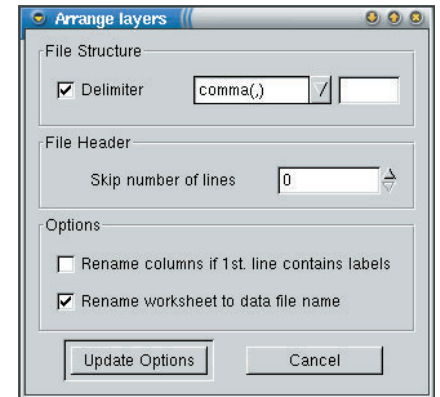 Arrange layers
File Structure
Delimiter comma(,)
File Header
Skip number of lines 0
Options
Rename columns if 1st. line contains labels
Rename worksheet to data file name
Update Options Cancel